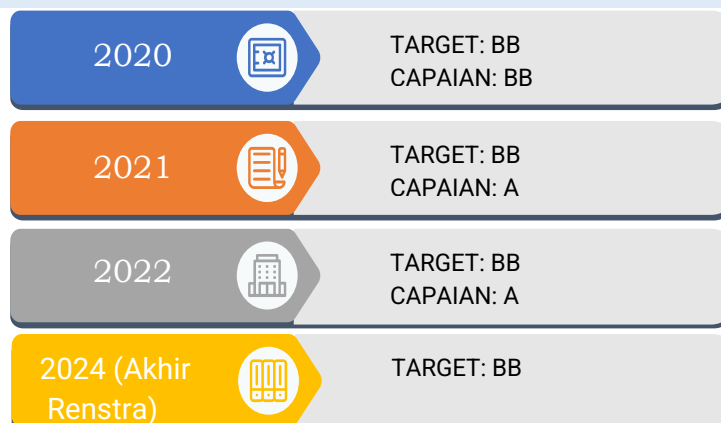 2020
TARGET: BB
CAPAIAN: BB
2021
TARGET: BB
CAPAIAN: A
2022
TARGET: BB
CAPAIAN: A
2024 (Akhir
Renstra)
TARGET: BB